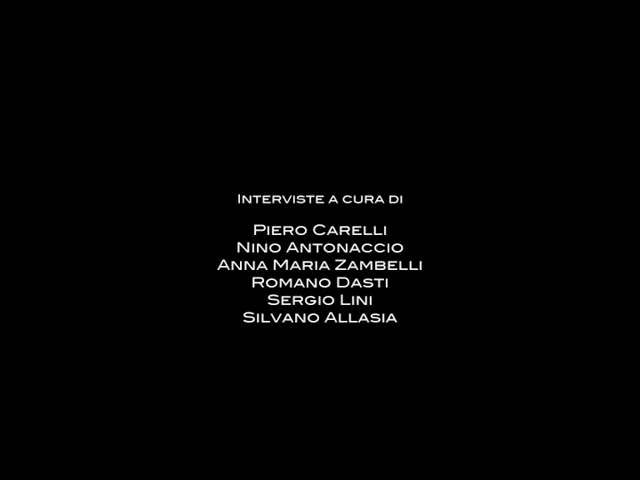 Interviste a cura di
Piero Carelli
Nino Antonaccio
Anna Maria Zambelli
Romano Dasti
Sergio Lini
Silvano Allasia